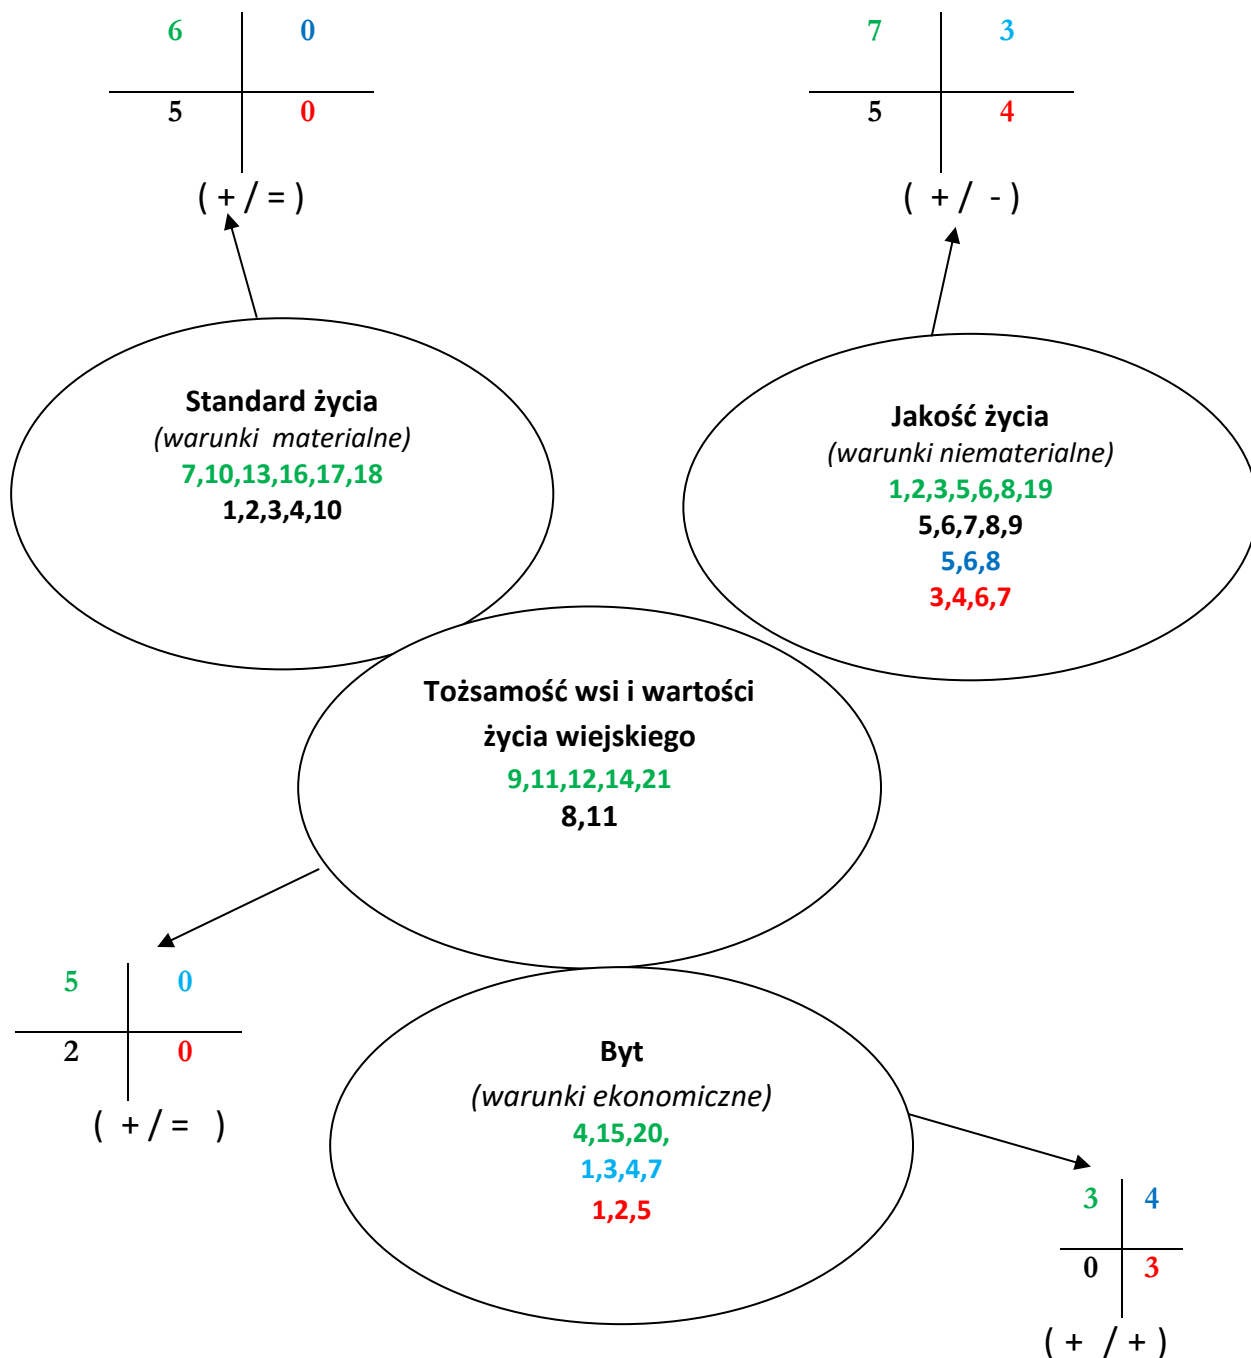 6 0
5 0
( + / = )
7 3
5 4
( + / - )
Standard życia
(warunki materialne)
7,10,13,16,17,18
1,2,3,4,10
Jakość życia
(warunki niematerialne)
1,2,3,5,6,8,19
5,6,7,8,9
5,6,8
3,4,6,7
Tożsamość wsi i wartości
życia wiejskiego
9,11,12,14,21
8,11
5 0
2 0
( + / = )
Byt
(warunki ekonomiczne)
4,15,20,
1,3,4,7
1,2,5
3 4
0 3
( + / + )